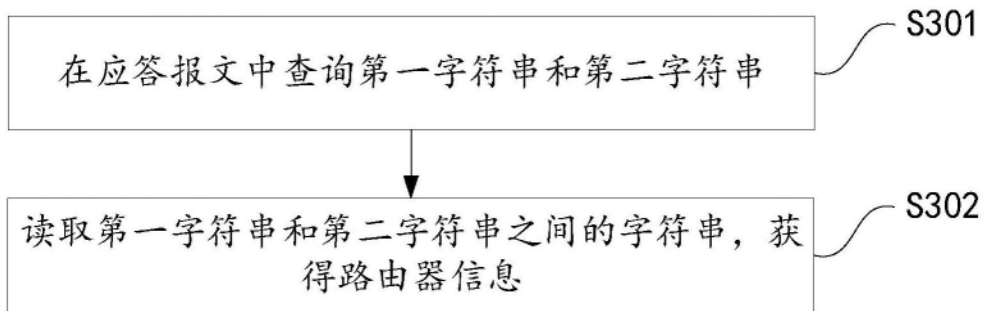 S301
在应答报文中查询第一字符串和第二字符串
S302
读取第一字符串和第二字符串之间的字符串，获
得路由器信息